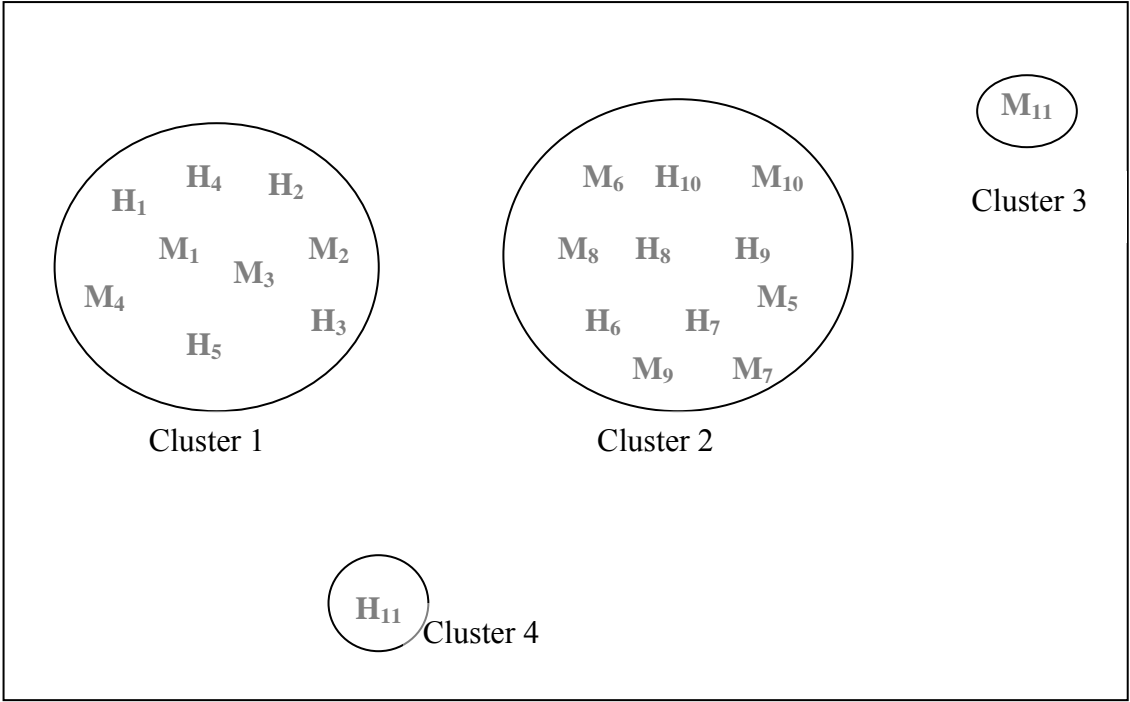 M₁₁
Cluster 3
H₁ H₄ H₂
M₁ M₃ M₂
M₄ H₃
H₅
Cluster 1
M₆ H₁₀ M₁₀
M₈ H₈ H₉
M₅
H₆ H₇
M₉ M₇
Cluster 2
H₁₁
Cluster 4